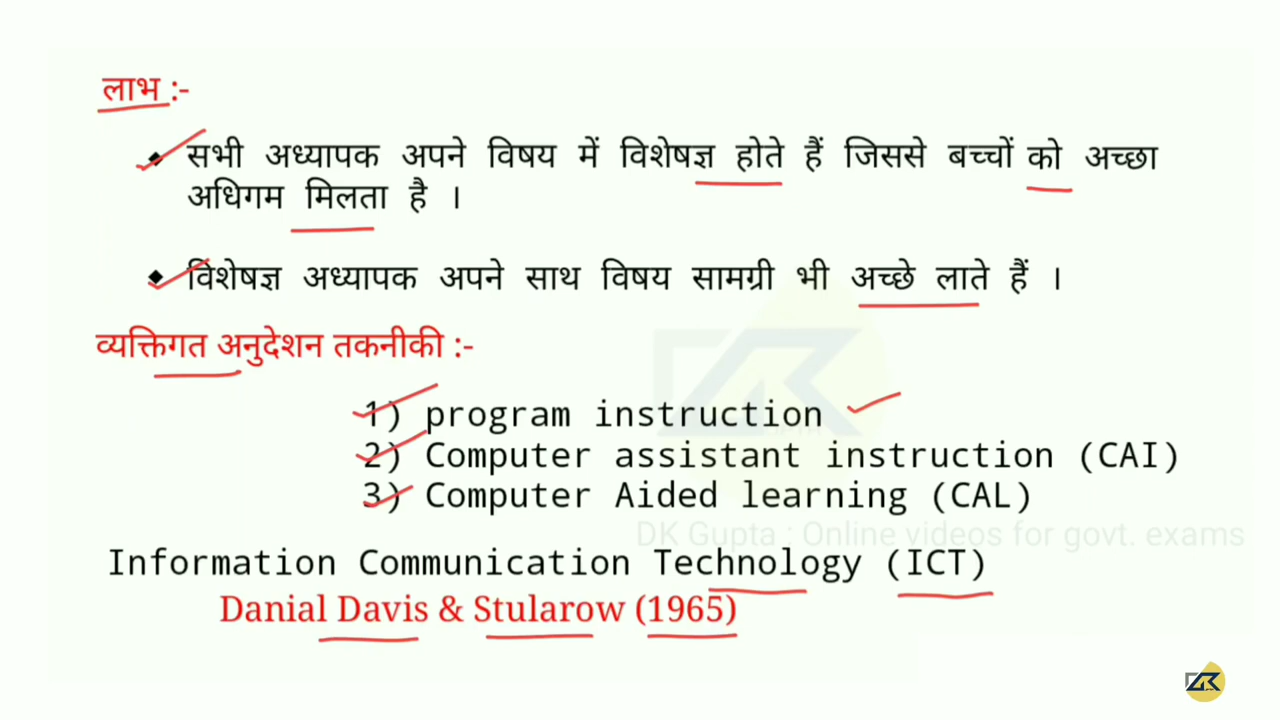 लाभ :-
◆ सभी अध्यापक अपने विषय में विशेषज्ञ होते हैं जिससे बच्चों को अच्छा
अधिगम मिलता है ।
◆ विशेषज्ञ अध्यापक अपने साथ विषय सामग्री भी अच्छे लाते हैं ।
व्यक्तिगत अनुदेशन तकनीकी :-
1) program instruction
2) Computer assistant instruction (CAI)
3) Computer Aided learning (CAL)
DK Gupta : Online videos for govt. exams
Information Communication Technology (ICT)
Danial Davis & Stularow (1965)